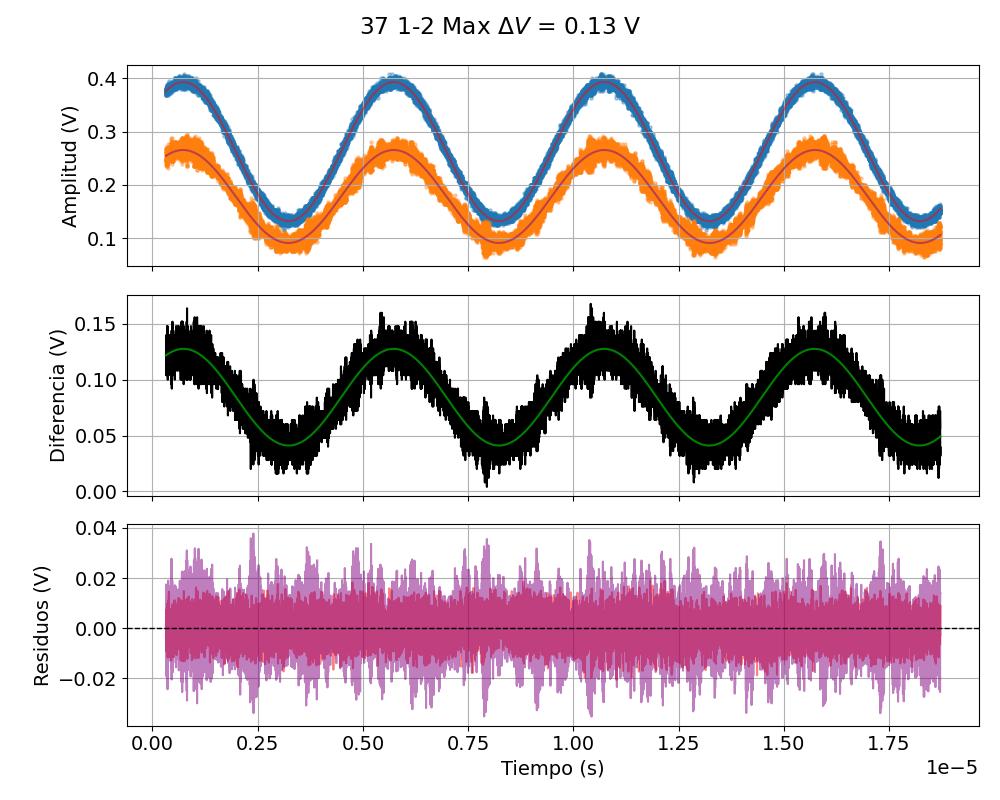 37 1-2 Max ΔV = 0.13 V
Amplitud (V)
0.4
0.3
0.2
0.1
Diferencia (V)
0.15
0.10
0.05
0.00
Residuos (V)
0.04
0.02
0.00
−0.02
0.00 0.25 0.50 0.75 1.00 1.25 1.50 1.75
1e−5
Tiempo (s)